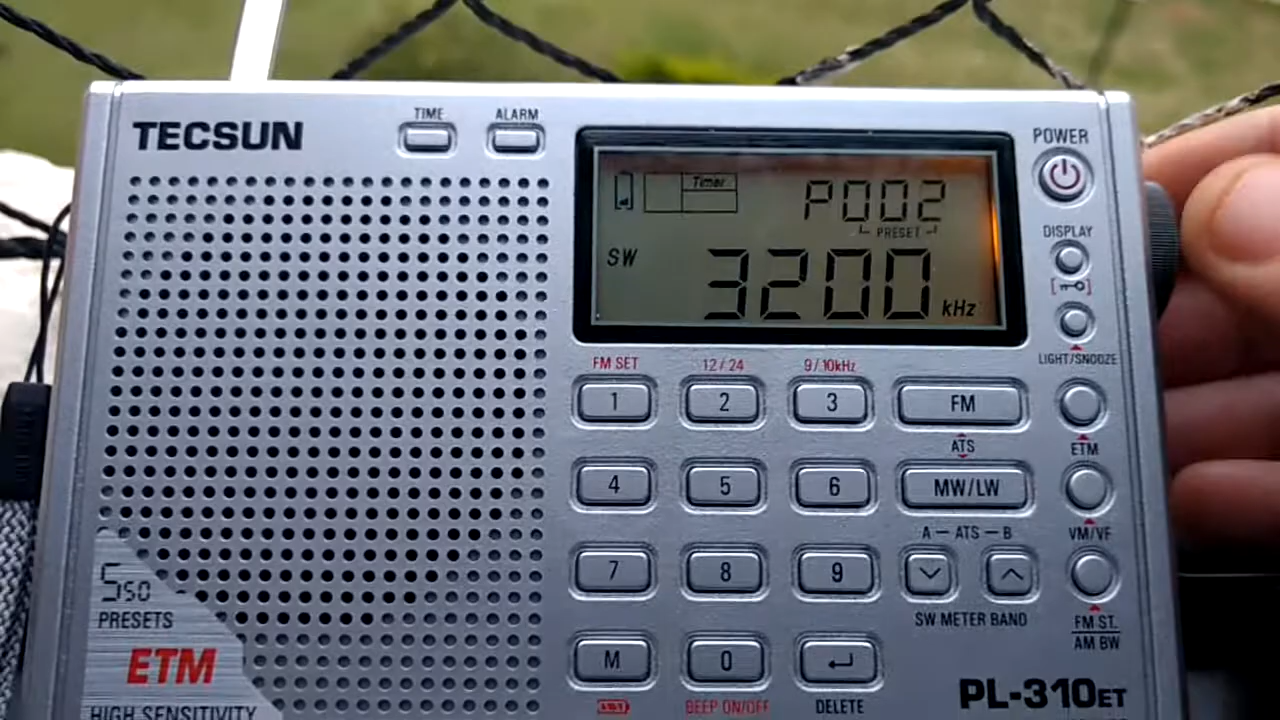 TIME ALARM
TECSUN
POWER
Timer
P002
PRESET
DISPLAY
SW 3200 kHz
LIGHT/SNOOZE
FM SET 12/24 9/10kHz
1 2 3 FM
ATS ETM
4 5 6 MW/LW
A — ATS — B VM/VF
7 8 9
550
PRESETS
SW METER BAND FM ST.
AM BW
ETM
M 0
HIGH SENSITIVITY
BEEP ON/OFF DELETE
PL-310ET